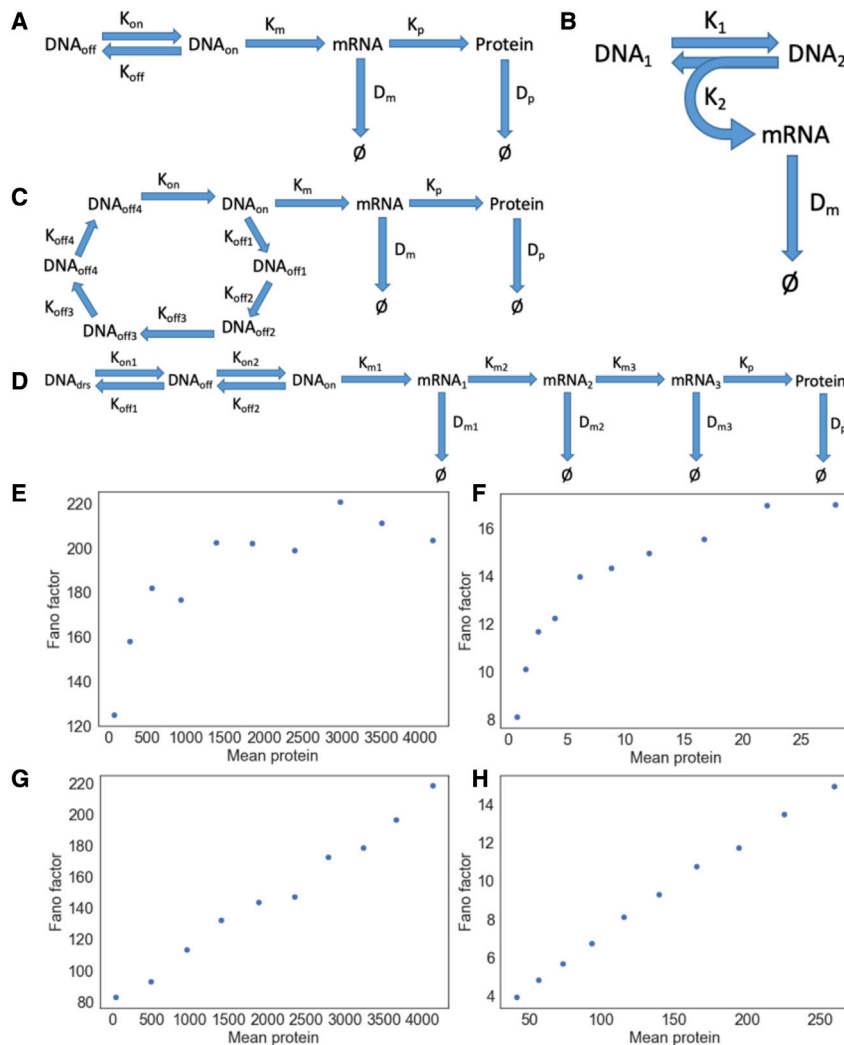 A
DNAoff Kon DNAon Km mRNA Kp Protein
Koff Dm Dp
Ø Ø
B
K1
DNA1 DNA2
K2
mRNA
Dm
Ø
C
DNAoff4 Kon DNAon Km mRNA Kp Protein
Koff4 Koff1 Dm Dp
DNAoff4 DNAoff1
Koff3 Koff2 Ø Ø
DNAoff3 Koff3 DNAoff2
D
DNAdrs Kon1 DNAoff Kon2 DNAon Km1 mRNA1 Km2 mRNA2 Km3 mRNA3 Kp Protein
Koff1 Koff2 Dm1 Dm2 Dm3 Dp
Ø Ø Ø Ø
E
220
200
180
160
140
120
Fano factor
0 500 1000 1500 2000 2500 3000 3500 4000
Mean protein
F
16
14
12
10
8
Fano factor
0 5 10 15 20 25
Mean protein
G
220
200
180
160
140
120
100
80
Fano factor
0 500 1000 1500 2000 2500 3000 3500 4000
Mean protein
H
14
12
10
8
6
4
Fano factor
50 100 150 200 250
Mean protein